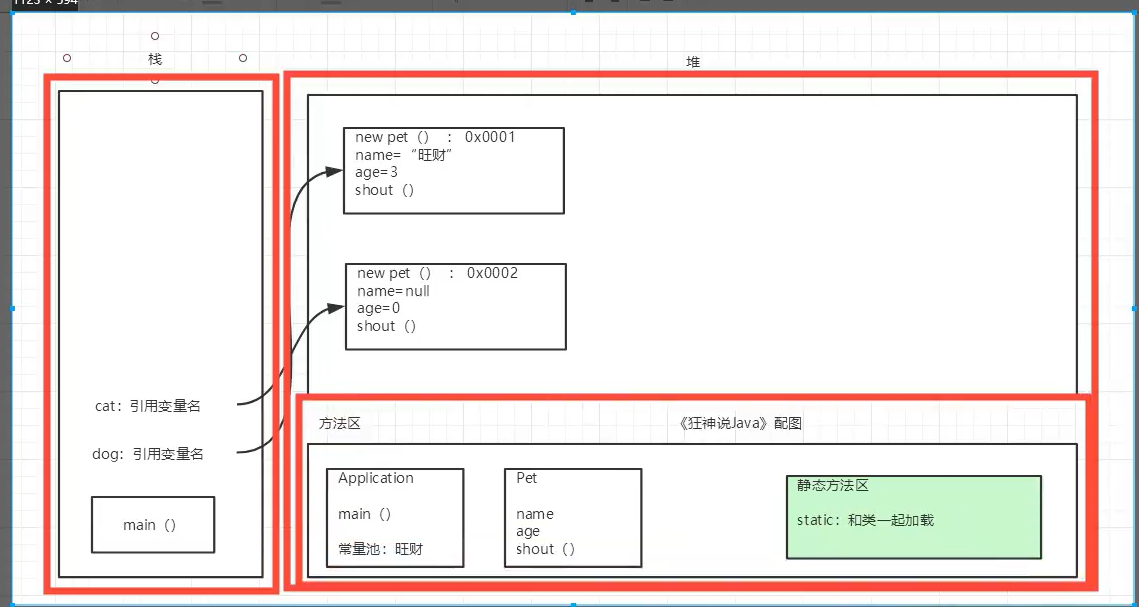 1123 × 594
栈
堆
new pet（） ： 0x0001
name= “旺财”
age=3
shout（）
new pet（） ： 0x0002
name=null
age=0
shout（）
cat：引用变量名
dog：引用变量名
main（）
方法区
《狂神说Java》配图
Application
main（）
常量池：旺财
Pet
name
age
shout（）
静态方法区
static：和类一起加载